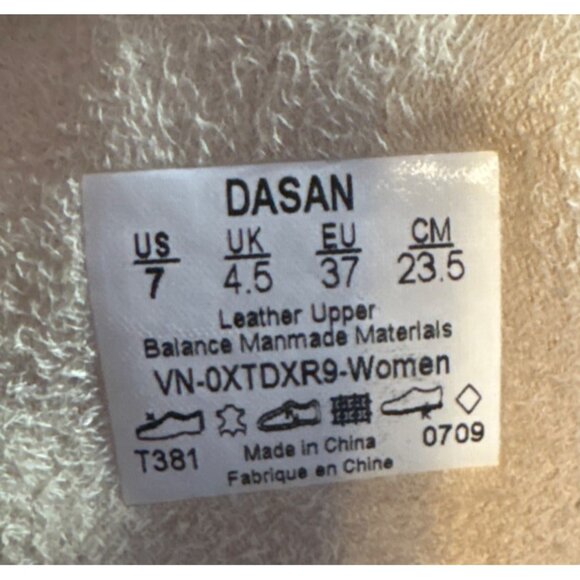 DASAN
US UK EU CM
7 4.5 37 23.5
Leather Upper
Balance Manmade Materials
VN-0XTDXR9-Women
T381 Made in China 0709
Fabrique en Chine